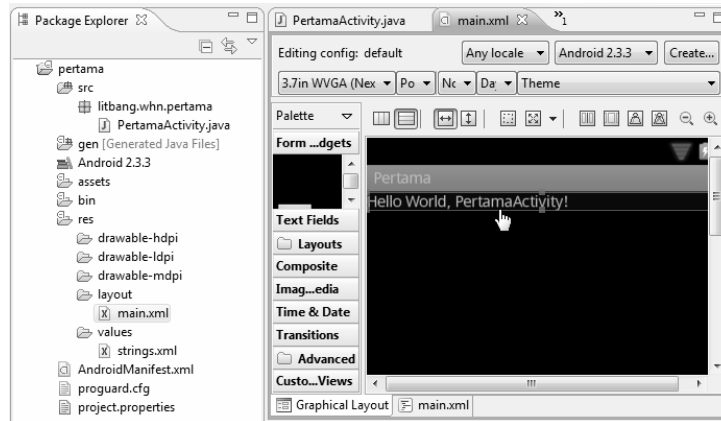 Package Explorer
pertama
src
litbang.whn.pertama
PertamaActivity.java
gen [Generated Java Files]
Android 2.3.3
assets
bin
res
drawable-hdpi
drawable-ldpi
drawable-mdpi
layout
main.xml
values
strings.xml
AndroidManifest.xml
proguard.cfg
project.properties
PertamaActivity.java
main.xml
»1
Editing config: default
Any locale
Android 2.3.3
Create...
3.7in WVGA (Nex
Po
Nc
Day
Theme
Palette
Form ...dgets
Text Fields
Layouts
Composite
Imag...edia
Time & Date
Transitions
Advanced
Custo...Views
Pertama
Hello World, PertamaActivity!
Graphical Layout
main.xml